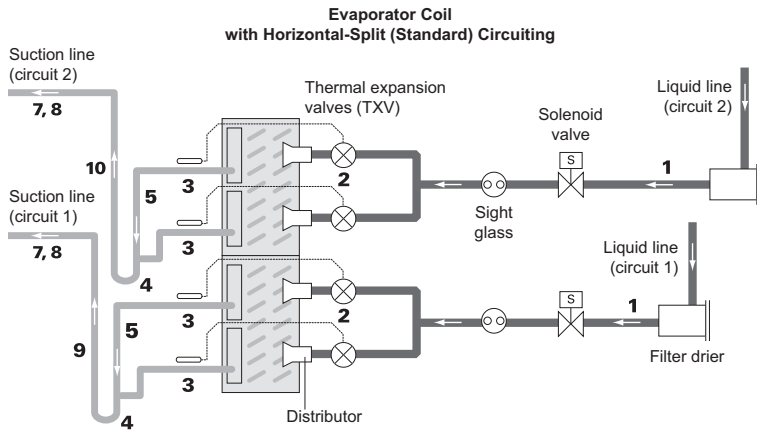 Evaporator Coil
with Horizontal-Split (Standard) Circuiting
Suction line
(circuit 2)
7, 8
Thermal expansion
valves (TXV)
Solenoid
valve
Liquid line
(circuit 2)
S
10
5
3
2
1
Suction line
(circuit 1)
7, 8
3
4
Sight
glass
Liquid line
(circuit 1)
S
5
3
2
1
9
3
4
Filter drier
Distributor